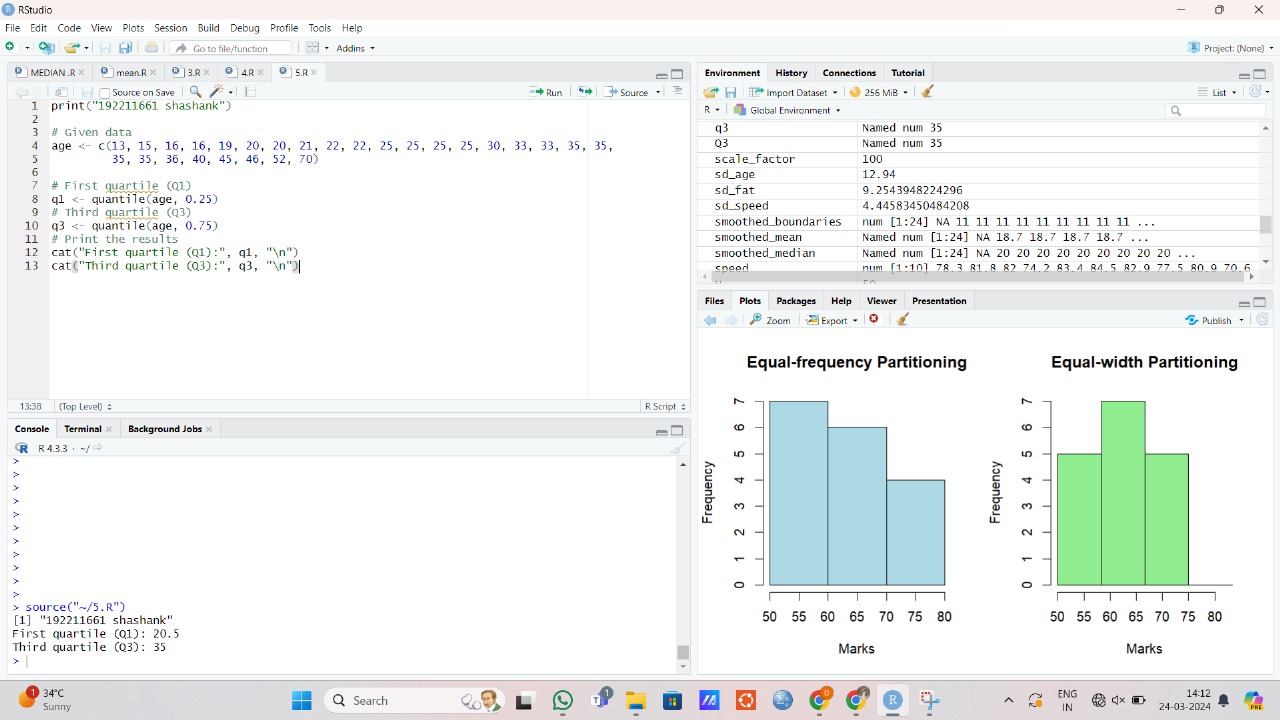 RStudio
File Edit Code View Plots Session Build Debug Profile Tools Help
Go to file/function Addins Project: (None)
MEDIAN .R mean.R 3.R 4.R 5.R
Source on Save Run Source
1 print("192211661 shashank")
2
3 # Given data
4 age <- c(13, 15, 16, 16, 19, 20, 20, 21, 22, 22, 25, 25, 25, 25, 30, 33, 33, 35, 35,
5 35, 35, 36, 40, 45, 46, 52, 70)
6
7 # First quartile (Q1)
8 q1 <- quantile(age, 0.25)
9 # Third quartile (Q3)
10 q3 <- quantile(age, 0.75)
11 # Print the results
12 cat("First quartile (Q1):", q1, "\n")
13 cat("Third quartile (Q3):", q3, "\n")
13:38 (Top Level) R Script
Console Terminal Background Jobs
R 4.3.3 · ~/
>
>
>
>
>
>
>
>
>
>
>
> source("~/5.R")
[1] "192211661 shashank"
First quartile (Q1): 20.5
Third quartile (Q3): 35
>
Environment History Connections Tutorial
Import Dataset 256 MiB List
R Global Environment
q3 Named num 35
Q3 Named num 35
scale_factor 100
sd_age 12.94
sd_fat 9.2543948224296
sd_speed 4.44583450484208
smoothed_boundaries num [1:24] NA 11 11 11 11 11 11 11 11 11 ...
smoothed_mean Named num [1:24] NA 18.7 18.7 18.7 18.7 ...
smoothed_median Named num [1:24] NA 20 20 20 20 20 20 20 20 20 ...
speed num [1:10] 78.3 81.8 82 74.2 83.4 84.5 82.9 77.5 80.9 70.6
Files Plots Packages Help Viewer Presentation
Zoom Export Publish
Equal-frequency Partitioning
Frequency
7
6
5
4
3
2
1
0
50 55 60 65 70 75 80
Marks
Equal-width Partitioning
Frequency
7
6
5
4
3
2
1
0
50 55 60 65 70 75 80
Marks
1
34°C
Sunny
Search
1
0
ENG
IN
14:12
24-03-2024
PRE